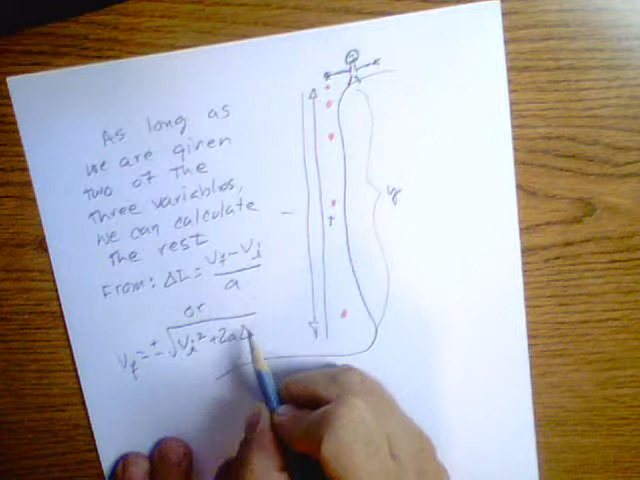 As long as
we are given
two of the
three variables,
we can calculate
the rest
From: Δt = Vf - Vi
a
or
Vf = ± √Vi² + 2aΔ
y